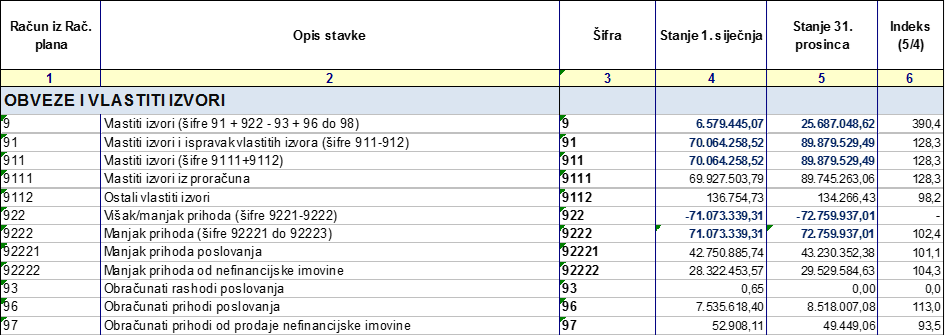 Račun iz Rač. plana Opis stavke Šifra Stanje 1. siječnja Stanje 31. prosinca Indeks (5/4)
1 2 3 4 5 6
OBVEZE I VLASTITI IZVORI
9 Vlastiti izvori (šifre 91 + 922 - 93 + 96 do 98) 9 6.579.445,07 25.687.048,62 390,4
91 Vlastiti izvori i ispravak vlastitih izvora (šifre 911-912) 91 70.064.258,52 89.879.529,49 128,3
911 Vlastiti izvori (šifre 9111+9112) 911 70.064.258,52 89.879.529,49 128,3
9111 Vlastiti izvori iz proračuna 9111 69.927.503,79 89.745.263,06 128,3
9112 Ostali vlastiti izvori 9112 136.754,73 134.266,43 98,2
922 Višak/manjak prihoda (šifre 9221-9222) 922 -71.073.339,31 -72.759.937,01 -
9222 Manjak prihoda (šifre 92221 do 92223) 9222 71.073.339,31 72.759.937,01 102,4
92221 Manjak prihoda poslovanja 92221 42.750.885,74 43.230.352,38 101,1
92222 Manjak prihoda od nefinancijske imovine 92222 28.322.453,57 29.529.584,63 104,3
93 Obračunati rashodi poslovanja 93 0,65 0,00 0,0
96 Obračunati prihodi poslovanja 96 7.535.618,40 8.518.007,08 113,0
97 Obračunati prihodi od prodaje nefinancijske imovine 97 52.908,11 49.449,06 93,5